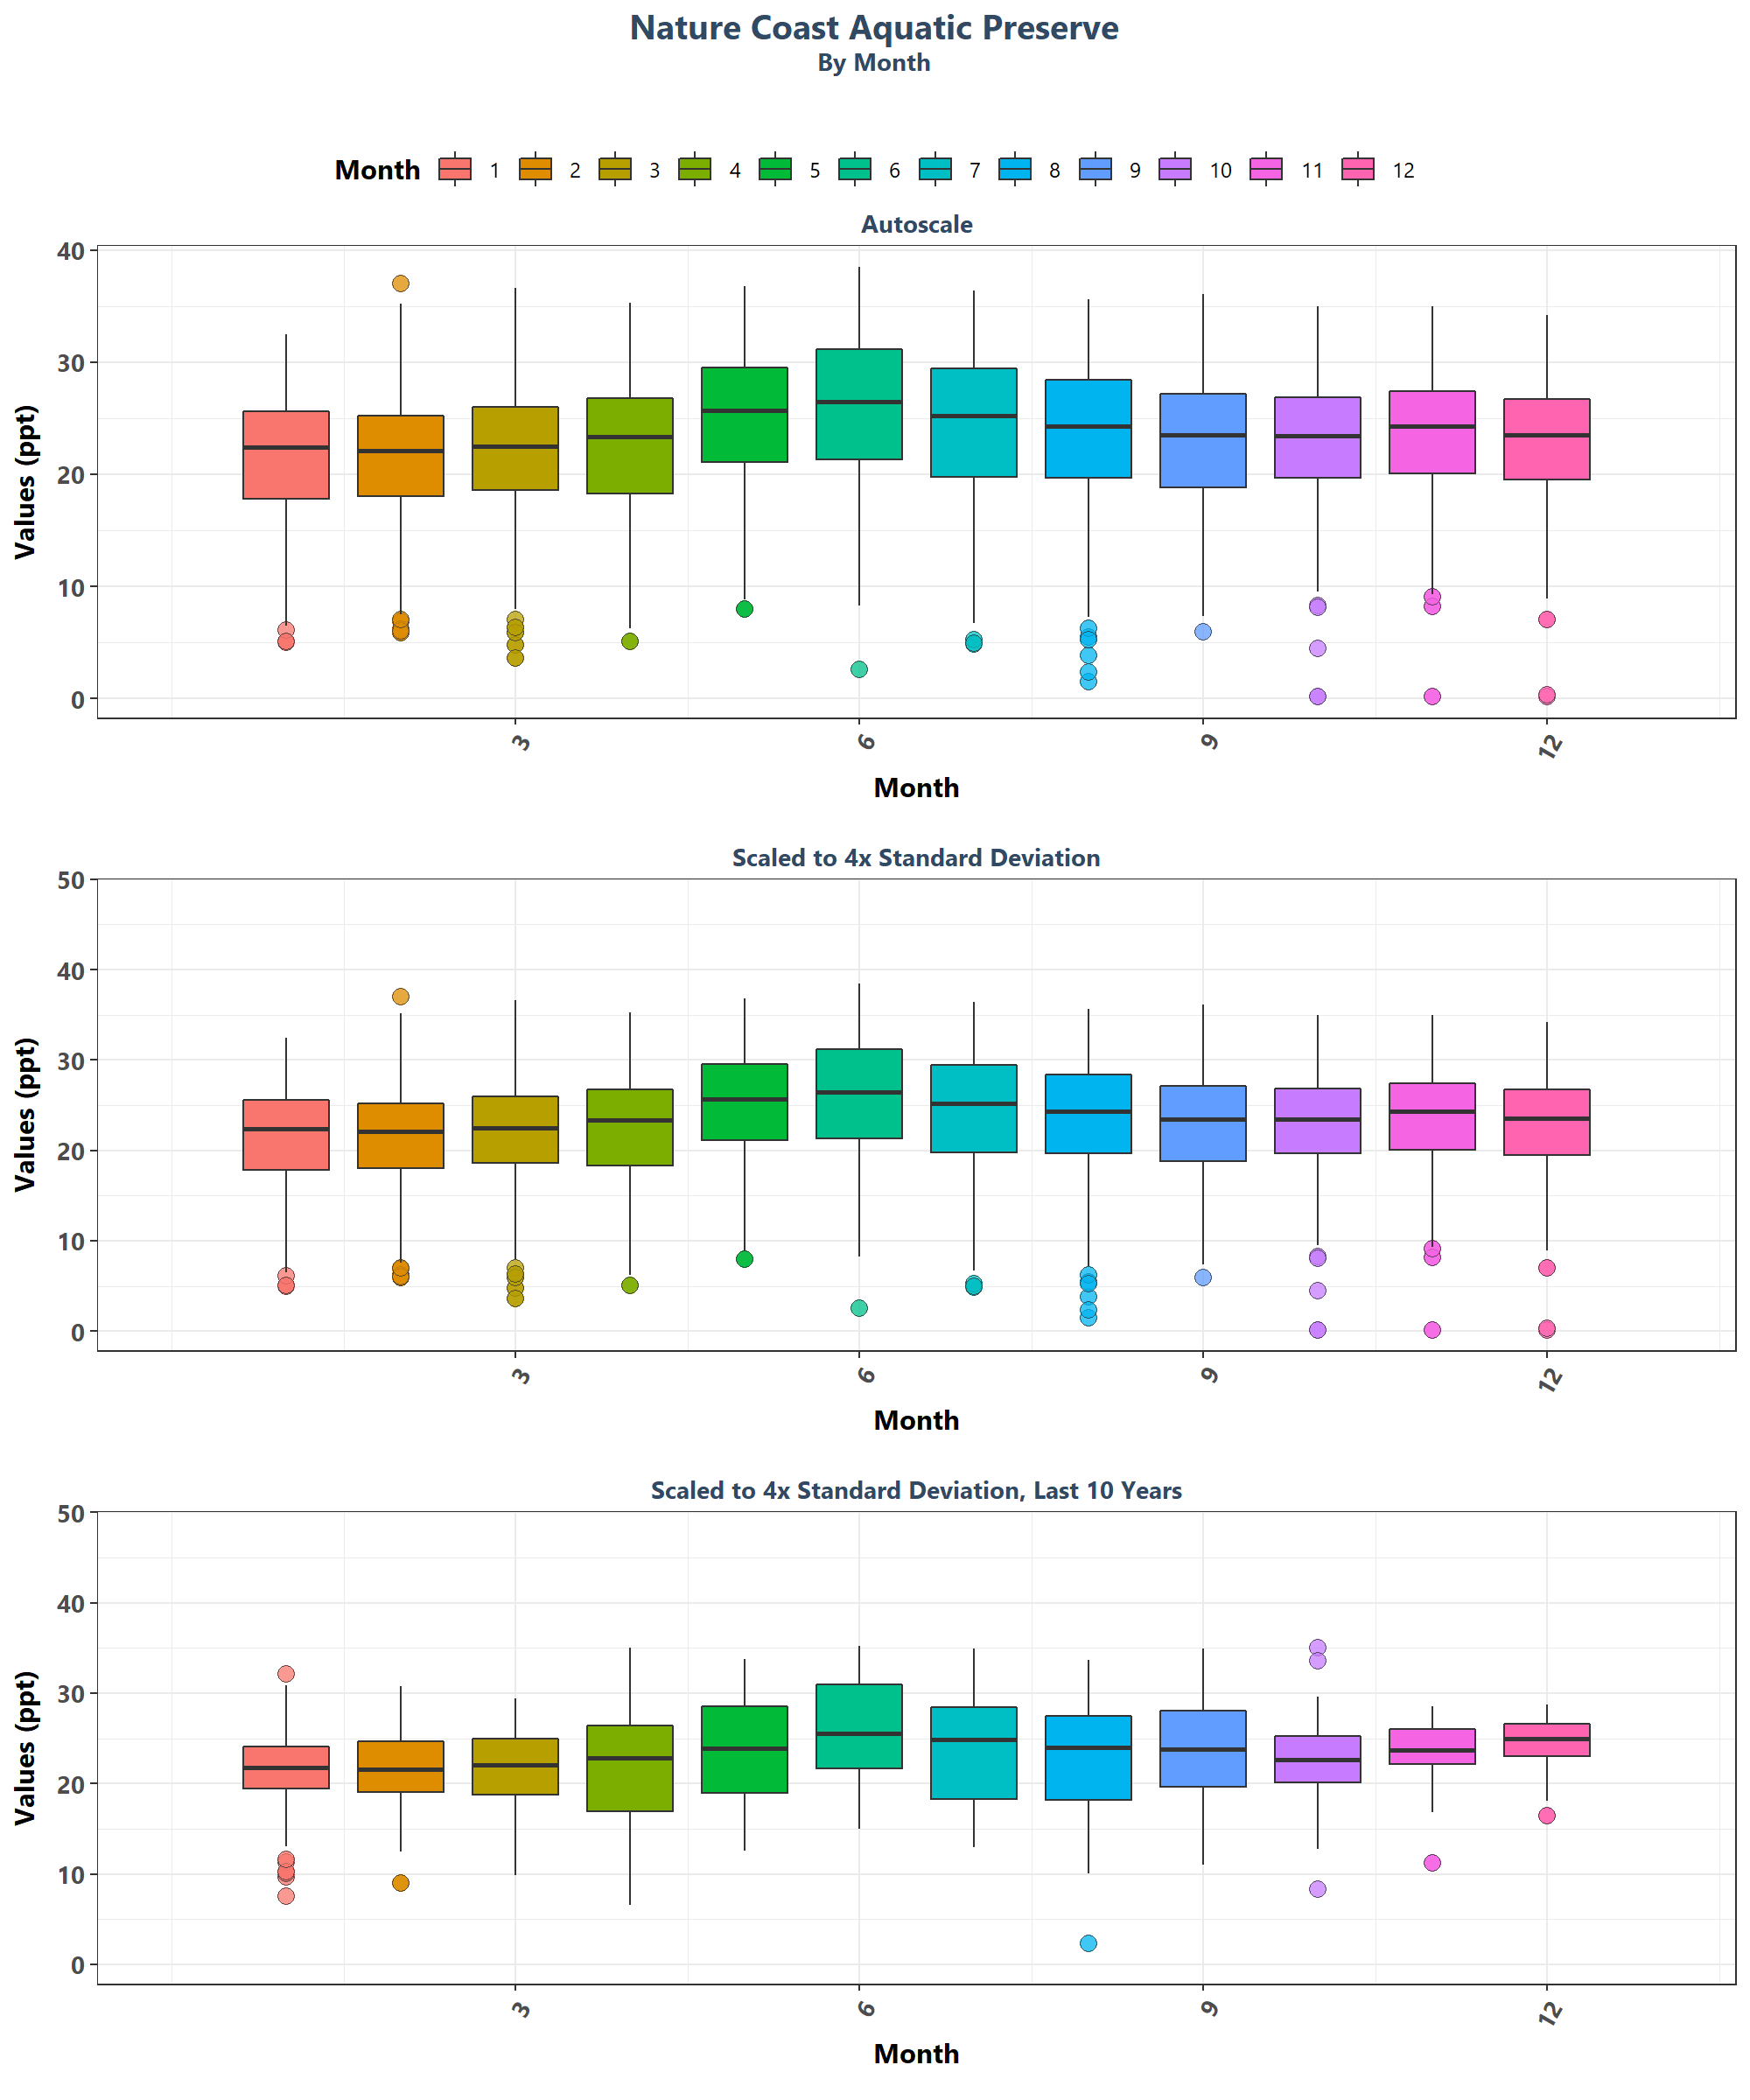 Nature Coast Aquatic Preserve
By Month
Month 1 2 3 4 5 6 7 8 9 10 11 12
Autoscale
Values (ppt)
40
30
20
10
0
3 6 9 12
Month
Scaled to 4x Standard Deviation
Values (ppt)
50
40
30
20
10
0
3 6 9 12
Month
Scaled to 4x Standard Deviation, Last 10 Years
Values (ppt)
50
40
30
20
10
0
3 6 9 12
Month